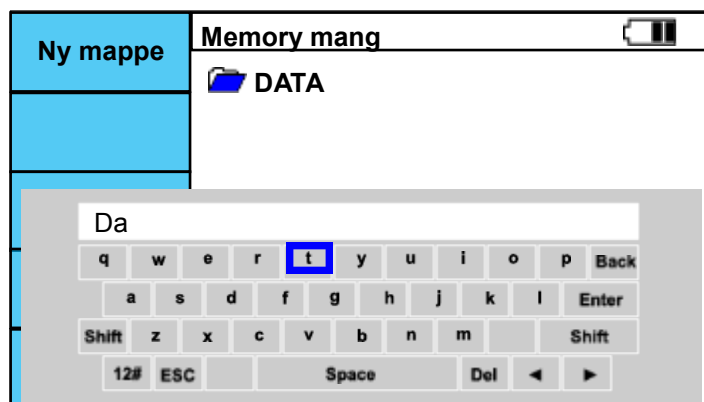 Ny mappe
Memory mang
DATA
Da
q w e r t y u i o p Back
a s d f g h j k l Enter
Shift z x c v b n m Shift
12# ESC Space Del ◄ ►